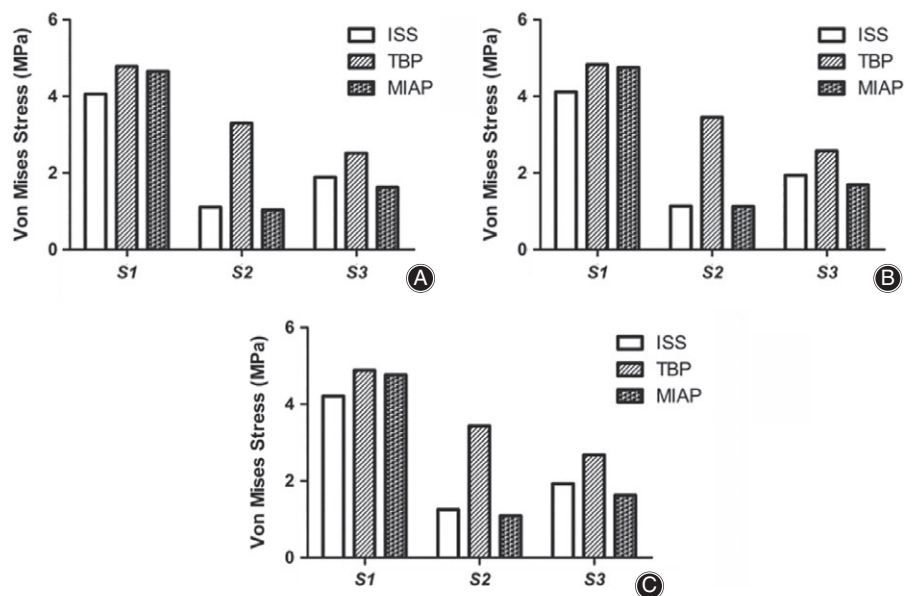 Von Mises Stress (MPa)
6
4
2
0
ISS
TBP
MIAP
S1 S2 S3
A
Von Mises Stress (MPa)
6
4
2
0
ISS
TBP
MIAP
S1 S2 S3
B
Von Mises Stress (MPa)
6
4
2
0
ISS
TBP
MIAP
S1 S2 S3
C